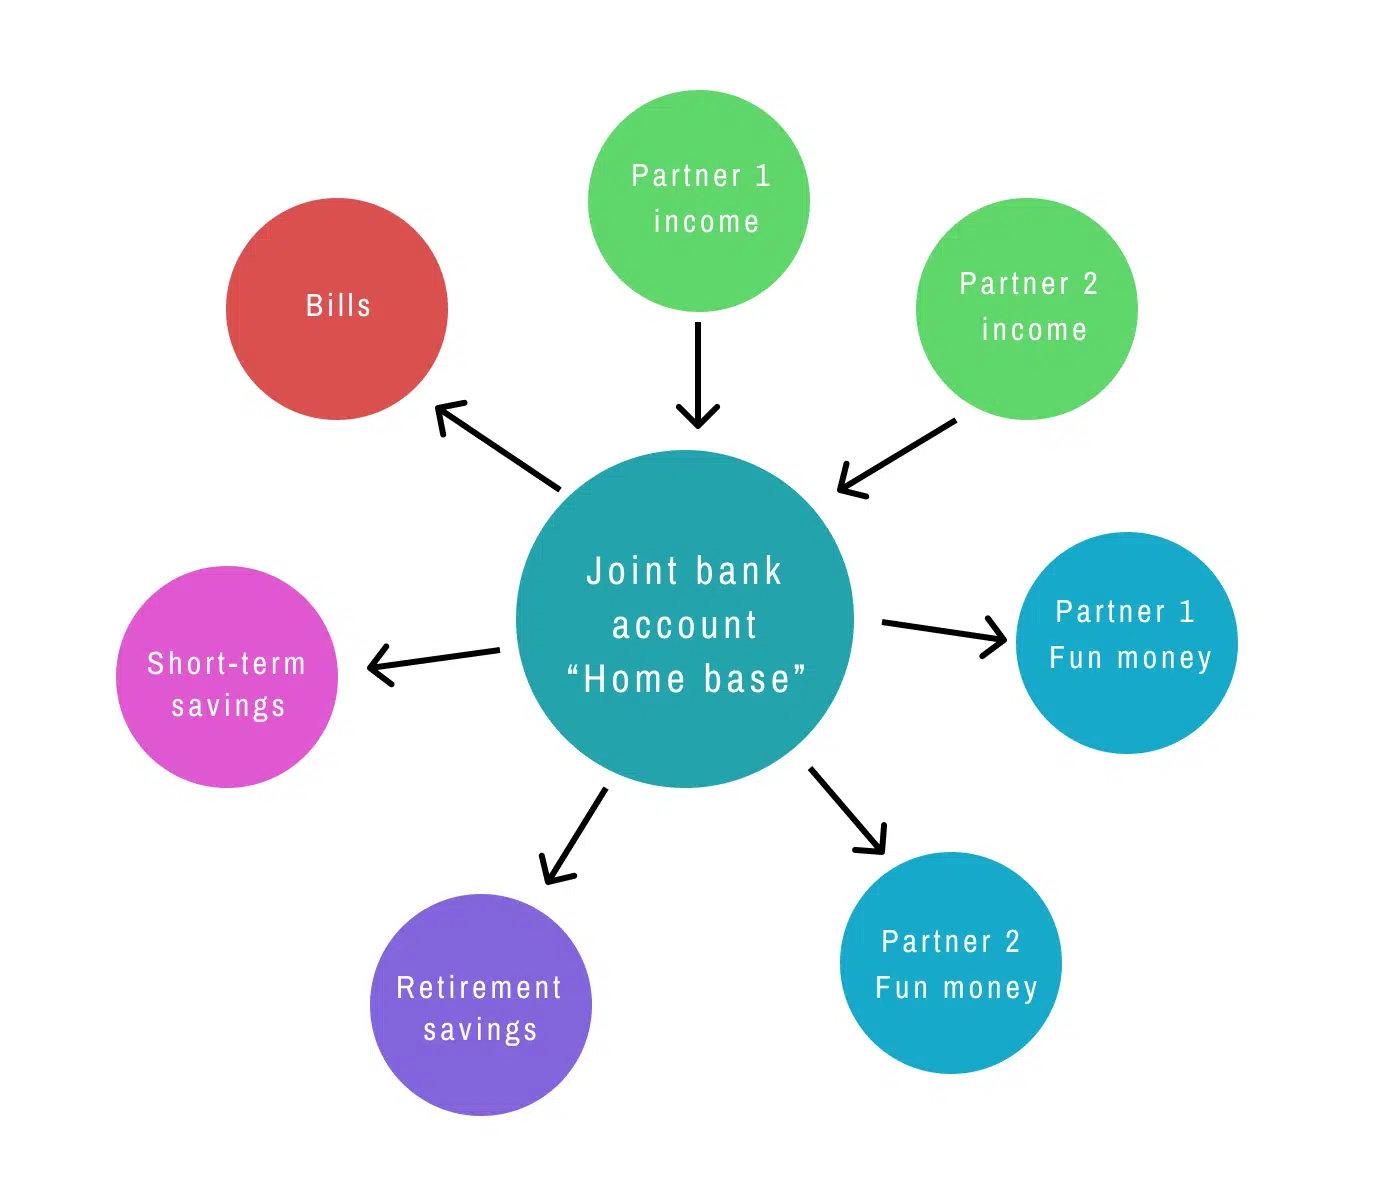 Partner 1
income
Partner 2
income
Bills
Joint bank
account
“Home base”
Partner 1
Fun money
Short-term
savings
Partner 2
Fun money
Retirement
savings